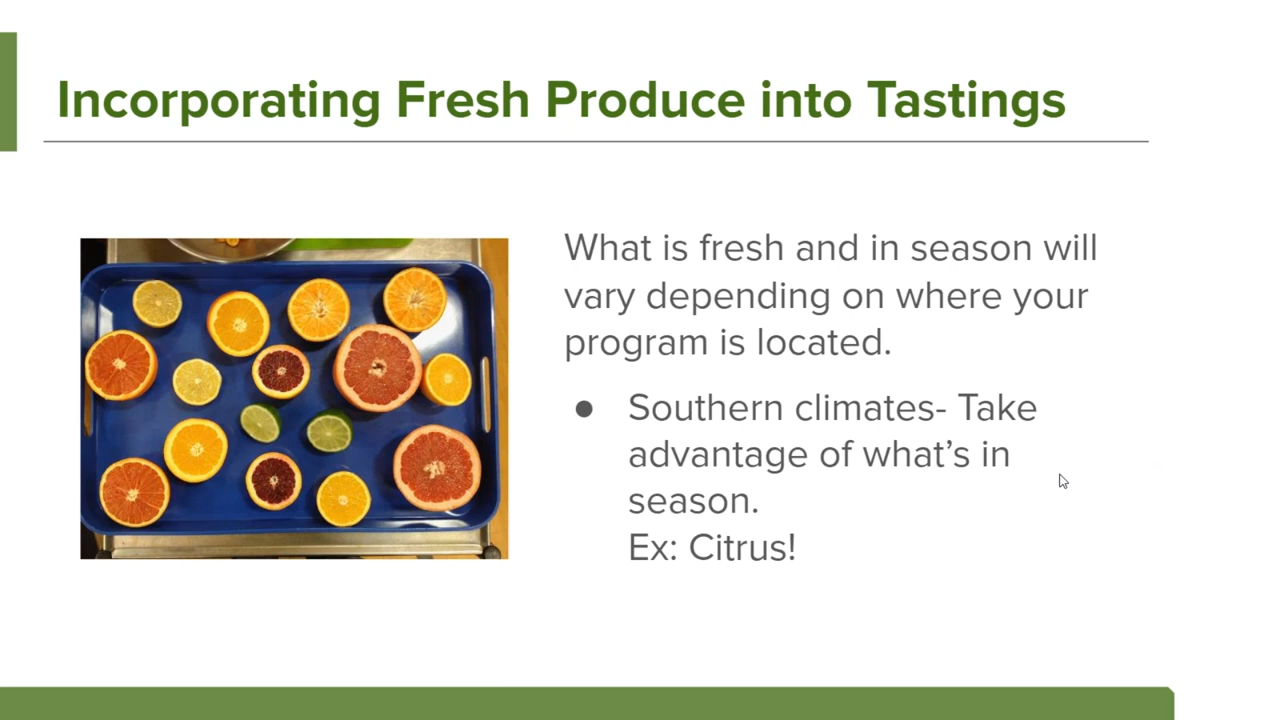 Incorporating Fresh Produce into Tastings
What is fresh and in season will
vary depending on where your
program is located.
● Southern climates- Take
advantage of what’s in
season.
Ex: Citrus!